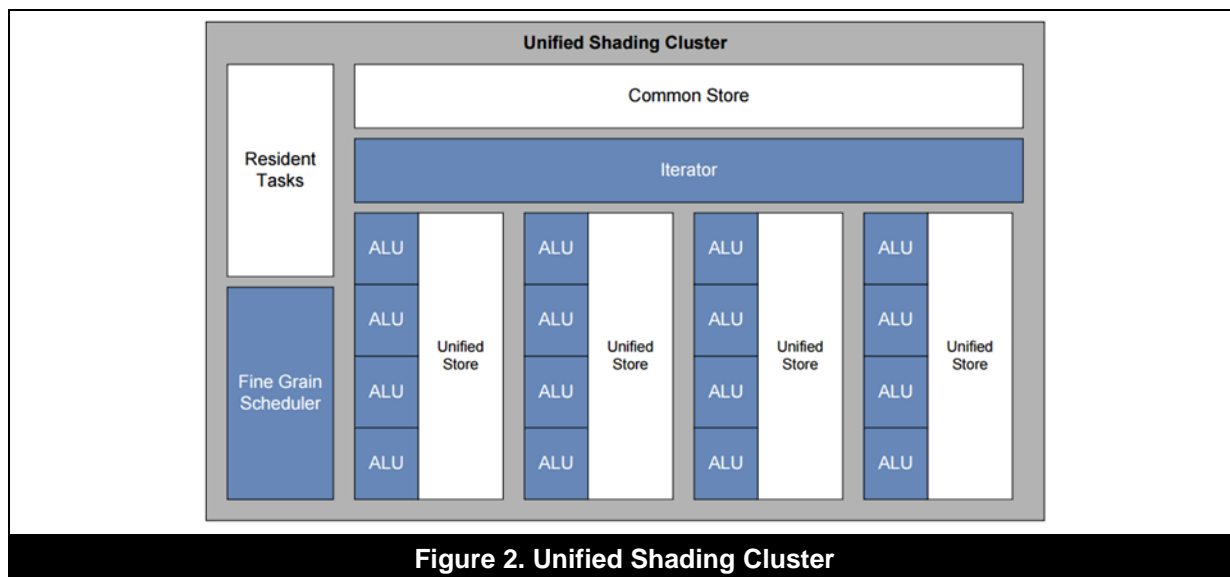 Unified Shading Cluster
Resident
Tasks
Fine Grain
Scheduler
Common Store
Iterator
ALU
ALU
ALU
ALU
Unified
Store
ALU
ALU
ALU
ALU
Unified
Store
ALU
ALU
ALU
ALU
Unified
Store
ALU
ALU
ALU
ALU
Unified
Store
Figure 2. Unified Shading Cluster